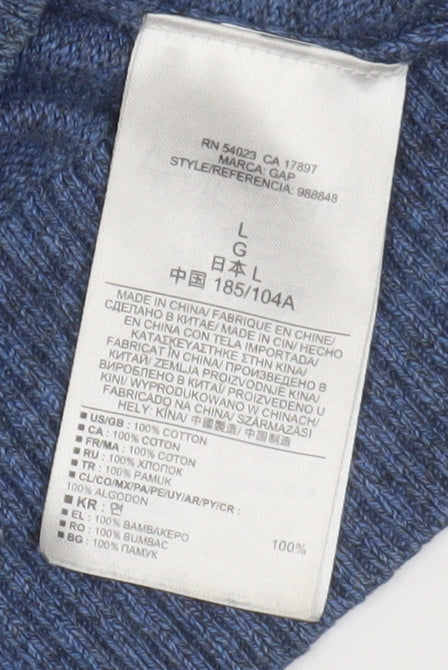 RN 54023 CA 17897
MARCA: GAP
STYLE/REFERENCIA: 988848
L
G
日本 L
中国 185/104A
MADE IN CHINA/ FABRIQUE EN CHINE/
СДЕЛАНО В КИТАЕ/ MADE IN CIN/ HECHO
EN CHINA CON TELA IMPORTADA/
ΚΑΤΑΣΚΕΥΑΣΤΗΚΕ ΣΤΗΝ ΚΙΝΑ/
FABRICAT ÎN CHINA/ ПРОИЗВЕДЕНО В
КИТАЙ/ ZEMLJA PROIZVODNJE KINA/
ВИРОБЛЕНО В КИТАЇ/ PROIZVEDENO U
KINI/ WYPRODUKOWANO W CHINACH/
FABRICADO NA CHINA/ SZÁRMAZÁSI
HELY: KÍNA/ 中國製造/ 中国制造
■ US/GB : 100% COTTON
■ CA : 100% COTTON
■ FR/MA : 100% COTTON
■ RU : 100% ХЛОПОК
■ TR : 100% PAMUK
■ CL/CO/MX/PA/PE/UY/AR/PY/CR :
100% ALGODON
■ KR : 면 100%
■ EL : 100% ΒΑΜΒΑΚΕΡΟ
■ RO : 100% BUMBAC
■ BG : 100% ПАМУК